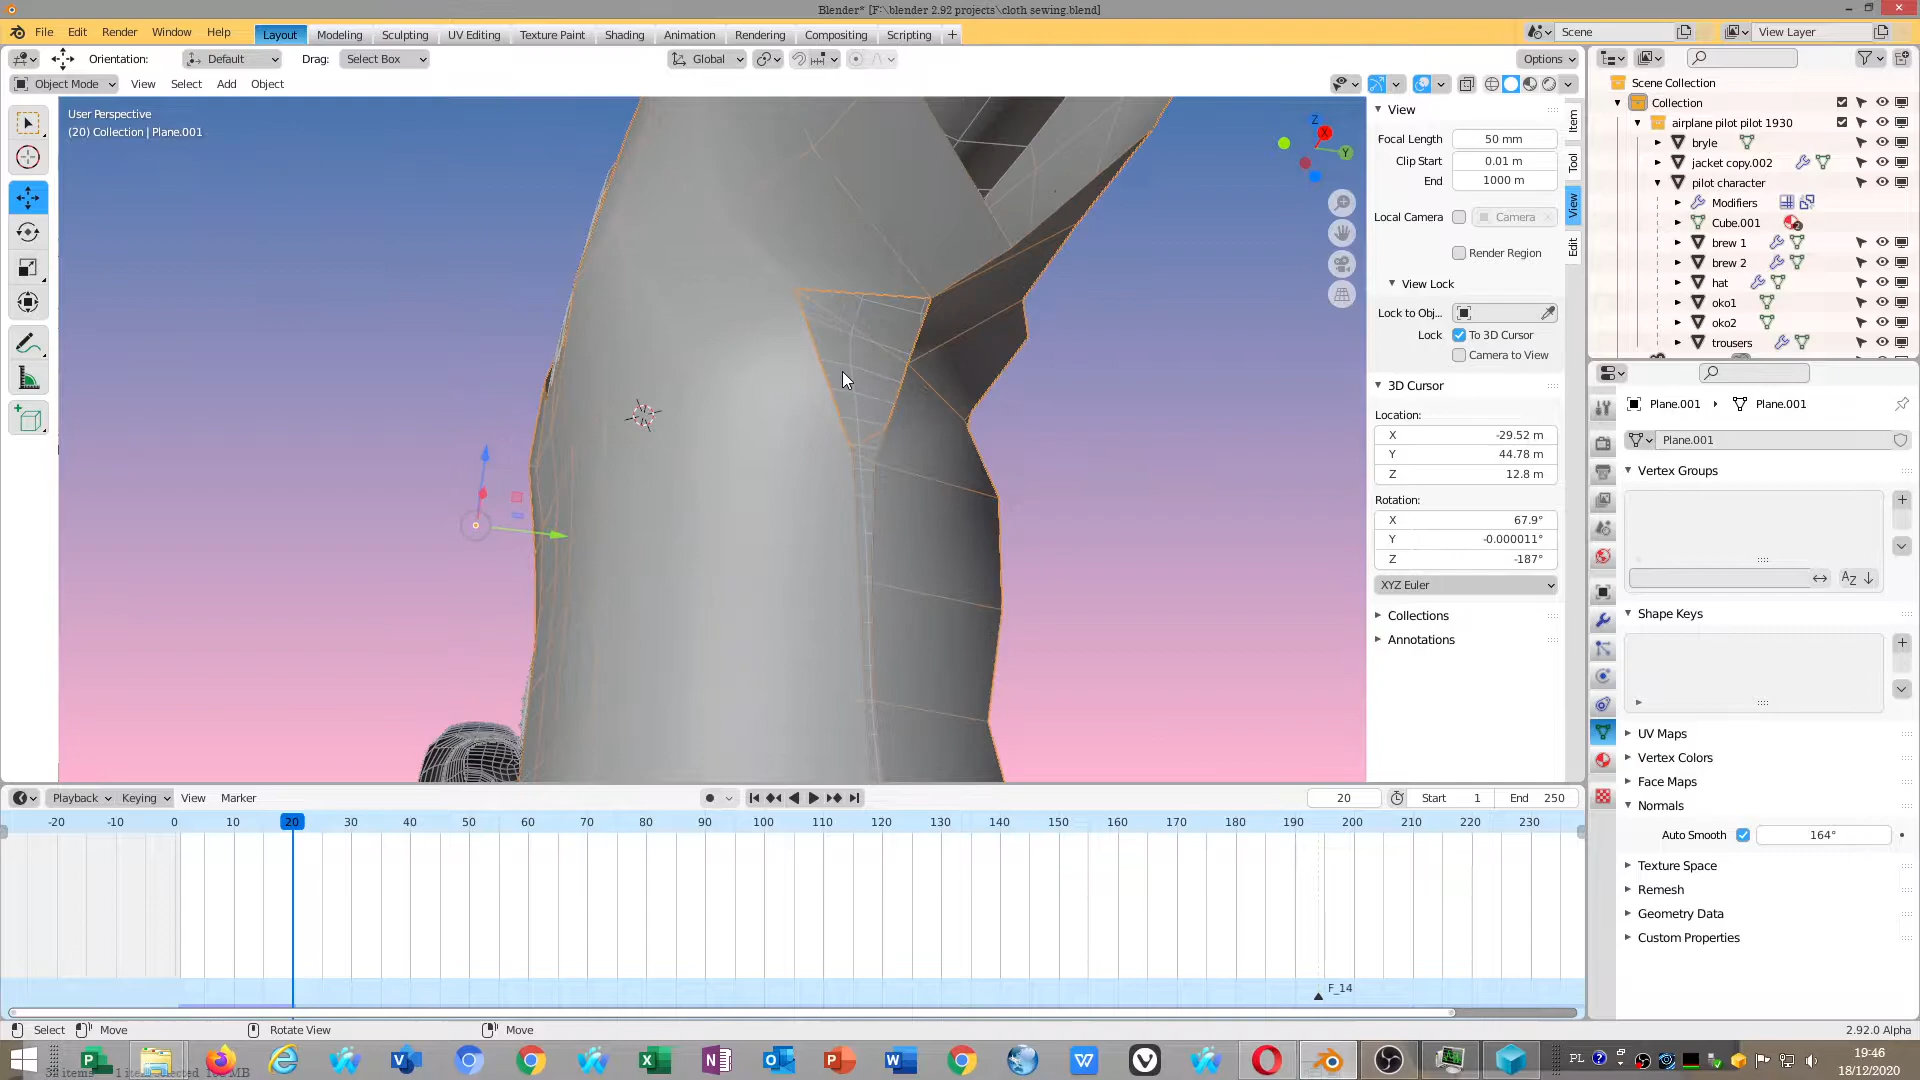 Blender* [F:\blender 2.92 projects\cloth sewing.blend]
File Edit Render Window Help Layout Modeling Sculpting UV Editing Texture Paint Shading Animation Rendering Compositing Scripting + Scene View Layer
Orientation: Default Drag: Select Box Global Options
Object Mode View Select Add Object
User Perspective
(20) Collection | Plane.001
Z
X
Y
View
Focal Length 50 mm
Clip Start 0.01 m
End 1000 m
Local Camera Camera
Render Region
View Lock
Lock to Obj...
Lock To 3D Cursor
Camera to View
3D Cursor
Location:
X -29.52 m
Y 44.78 m
Z 12.8 m
Rotation:
X 67.9°
Y -0.000011°
Z -187°
XYZ Euler
Collections
Annotations
Item
Tool
View
Edit
Scene Collection
Collection
airplane pilot pilot 1930
bryle
jacket copy.002
pilot character
Modifiers
Cube.001
2
brew 1
brew 2
hat
oko1
oko2
trousers
Plane.001 Plane.001
Plane.001
Vertex Groups
Shape Keys
UV Maps
Vertex Colors
Face Maps
Normals
Auto Smooth 164°
Texture Space
Remesh
Geometry Data
Custom Properties
Playback Keying View Marker 20 Start 1 End 250
-20 -10 0 10 20 30 40 50 60 70 80 90 100 110 120 130 140 150 160 170 180 190 200 210 220 230
F_14
Select Move Rotate View Move 2.92.0 Alpha
PL
19:46
18/12/2020
32 items 1 item selected